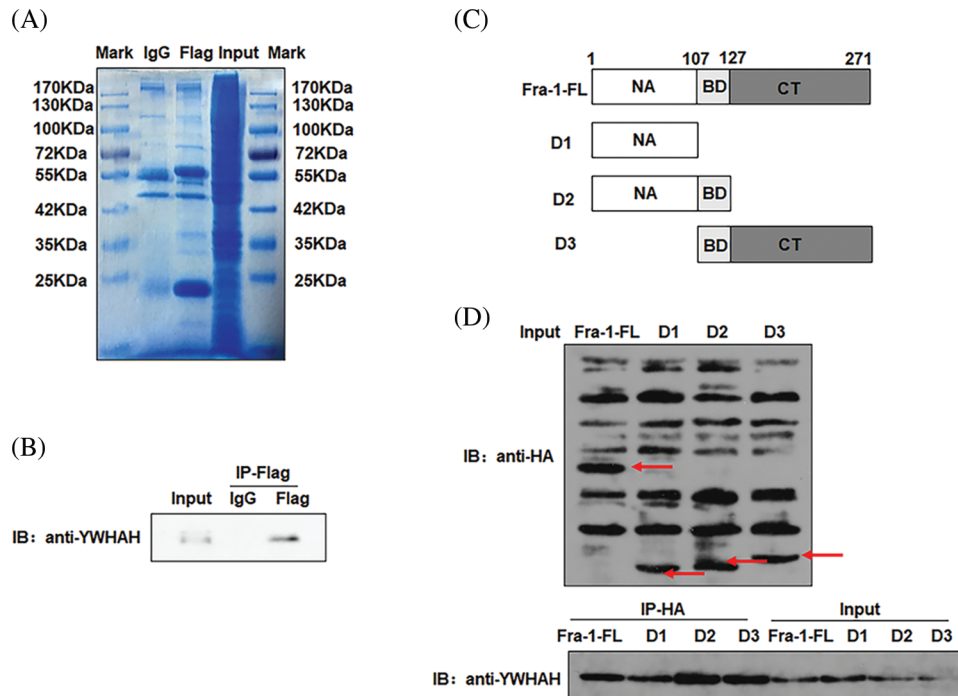 (A)
Mark IgG Flag Input Mark
170KDa 170KDa
130KDa 130KDa
100KDa 100KDa
72KDa 72KDa
55KDa 55KDa
42KDa 42KDa
35KDa 35KDa
25KDa 25KDa
(B)
IP-Flag
Input IgG Flag
IB: anti-YWHAH
(C)
1 107 127 271
Fra-1-FL NA BD CT
D1 NA
D2 NA BD
D3 BD CT
(D)
Input Fra-1-FL D1 D2 D3
IB: anti-HA
IP-HA Input
Fra-1-FL D1 D2 D3 Fra-1-FL D1 D2 D3
IB: anti-YWHAH